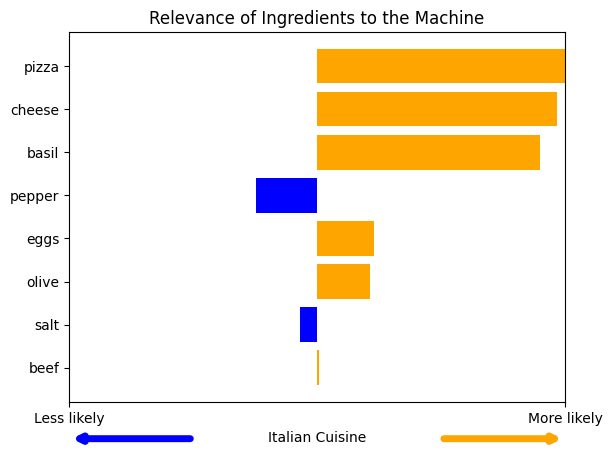 Relevance of Ingredients to the Machine
pizza
cheese
basil
pepper
eggs
olive
salt
beef
Less likely
More likely
Italian Cuisine